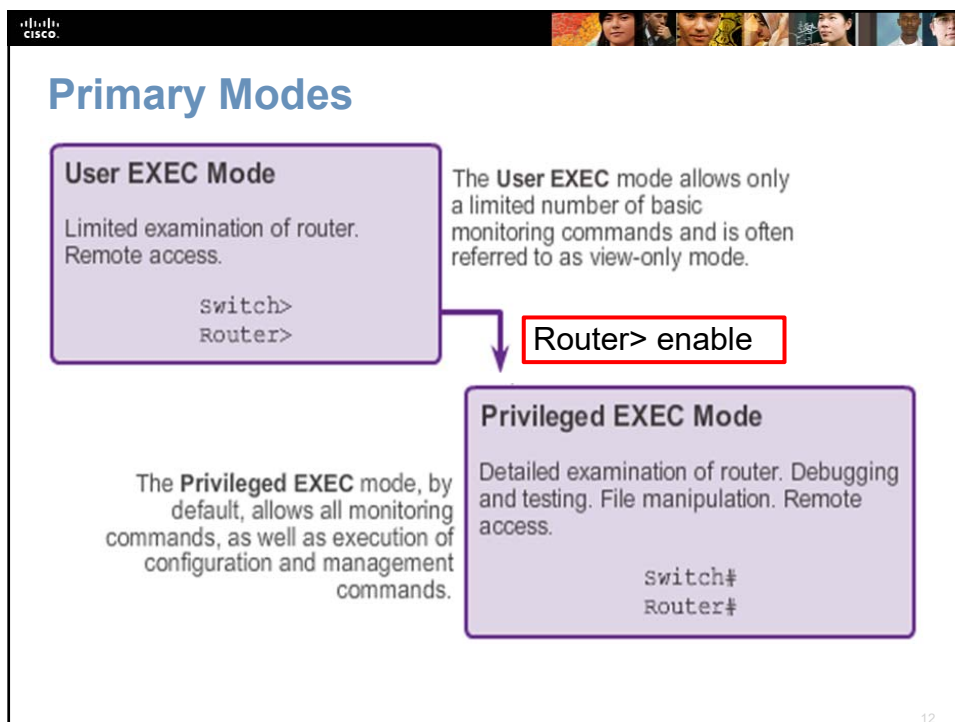 CISCO.
Primary Modes
User EXEC Mode
Limited examination of router.
Remote access.
Switch>
Router>
The User EXEC mode allows only
a limited number of basic
monitoring commands and is often
referred to as view-only mode.
Router> enable
Privileged EXEC Mode
Detailed examination of router. Debugging
and testing. File manipulation. Remote
access.
Switch#
Router#
The Privileged EXEC mode, by
default, allows all monitoring
commands, as well as execution of
configuration and management
commands.
12